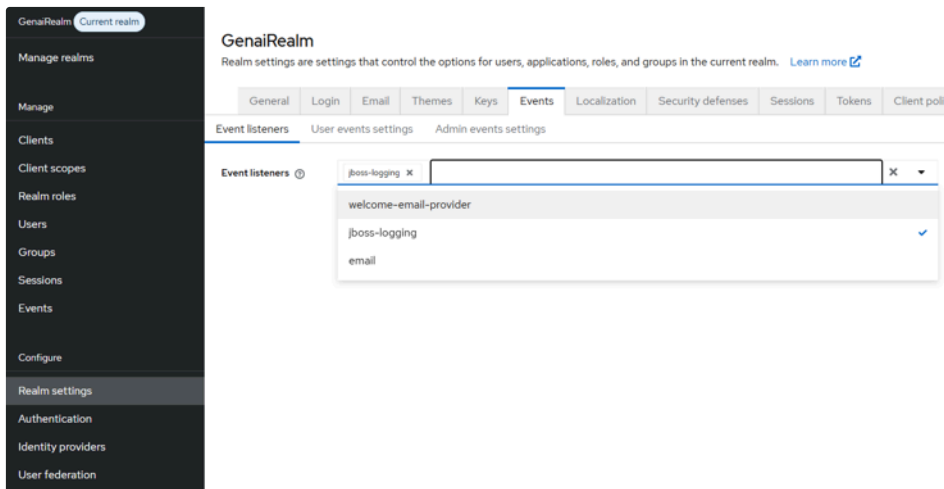 GenaiRealm Current realm
Manage realms
Manage
Clients
Client scopes
Realm roles
Users
Groups
Sessions
Events
Configure
Realm settings
Authentication
Identity providers
User federation
GenaiRealm
Realm settings are settings that control the options for users, applications, roles, and groups in the current realm. Learn more
General Login Email Themes Keys Events Localization Security defenses Sessions Tokens Client poli
Event listeners User events settings Admin events settings
Event listeners jboss-logging
welcome-email-provider
jboss-logging
email